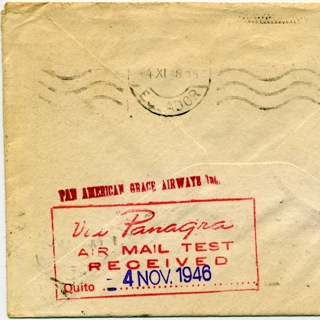 PAN AMERICAN GRACE AIRWAYS Inc.
Via Panagra
AIR MAIL TEST
RECEIVED
Quito - 4 NOV. 1946